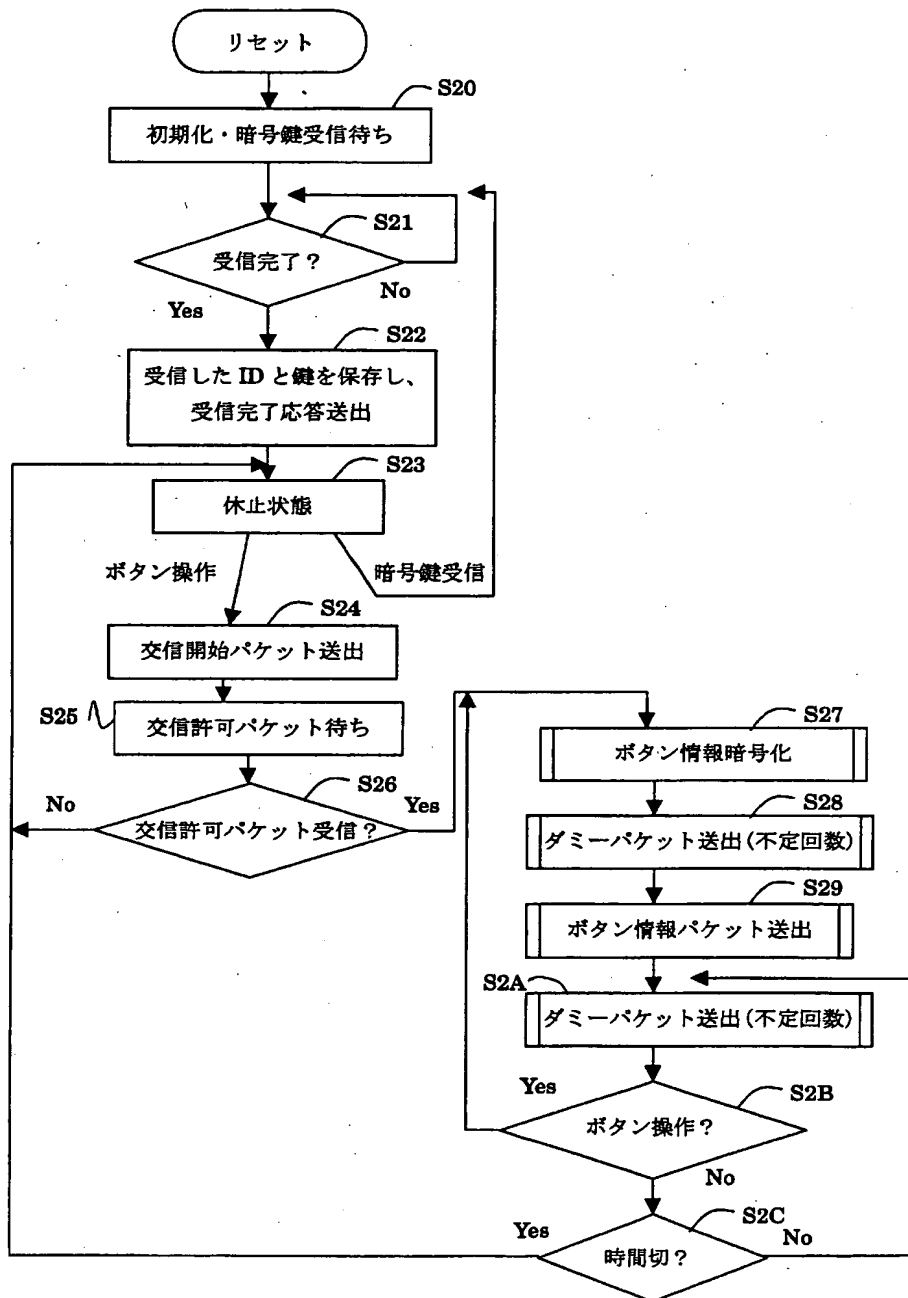 リセット
S20
初期化・暗号鍵受信待ち
S21
受信完了?
No
Yes
S22
受信した ID と鍵を保存し、
受信完了応答送出
S23
休止状態
ボタン操作
暗号鍵受信
S24
交信開始パケット送出
S25
交信許可パケット待ち
S26
No
Yes
交信許可パケット受信?
S27
ボタン情報暗号化
S28
ダミーパケット送出(不定回数)
S29
ボタン情報パケット送出
S2A
ダミーパケット送出(不定回数)
Yes
S2B
ボタン操作?
No
S2C
Yes
No
時間切?